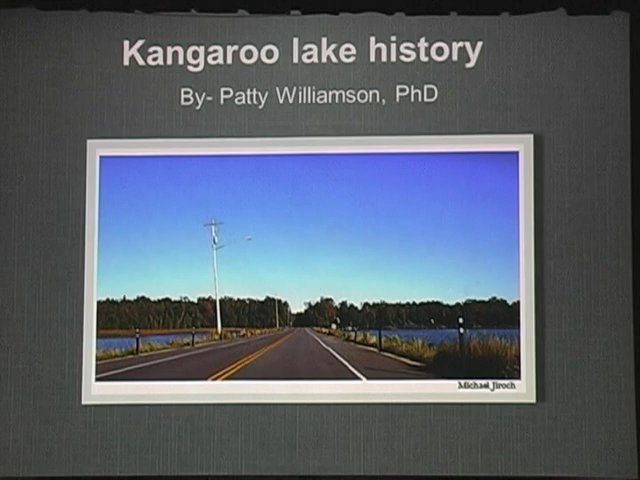 Kangaroo lake history
By- Patty Williamson, PhD
Michael Jiroch